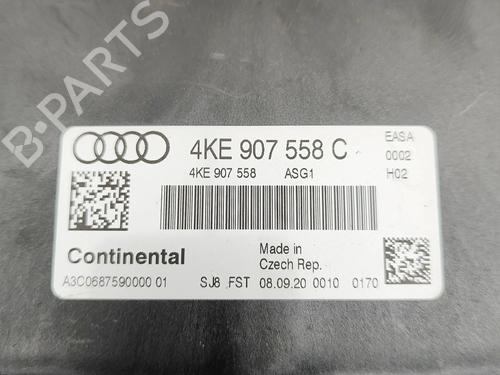 B-PARTS
4KE 907 558 C
EASA
4KE 907 558 ASG1
0002
H02
Continental
Made in
Czech Rep.
A3C0687590000 01
SJ8 FST 08.09.20 0010 0170